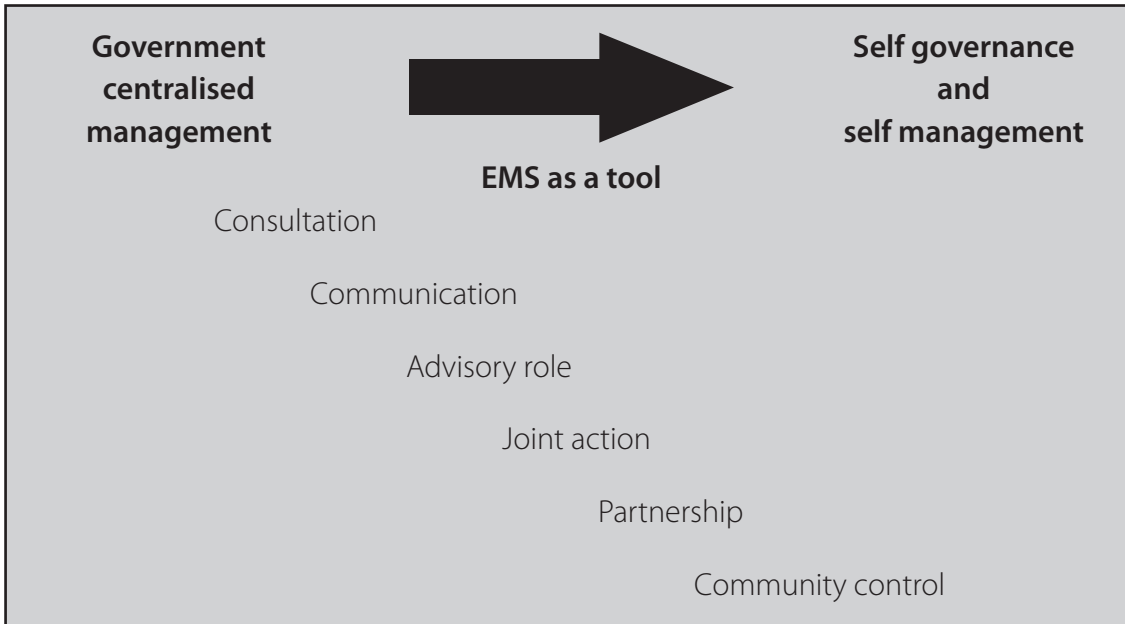 Government
centralised
management
Self governance
and
self management
EMS as a tool
Consultation
Communication
Advisory role
Joint action
Partnership
Community control